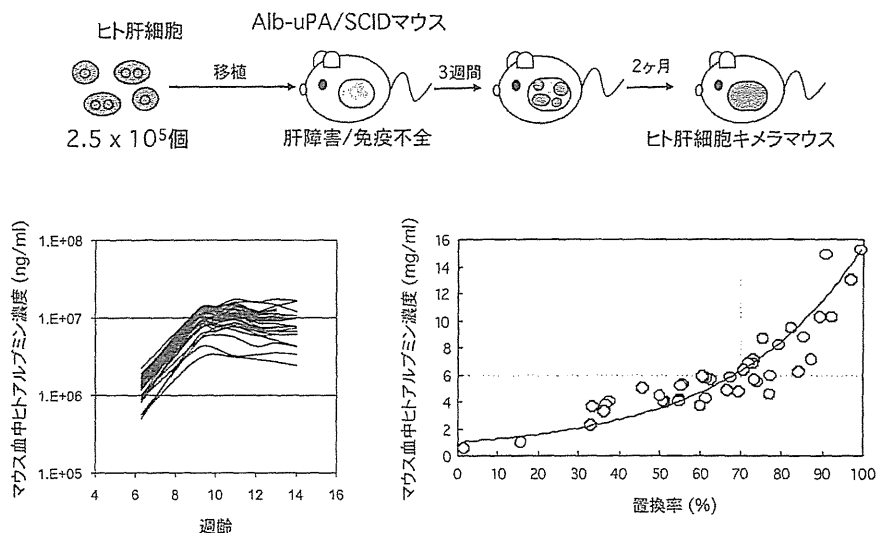 ヒト肝細胞
Alb-uPA/SCIDマウス
移植
3週間
2ヶ月
2.5 x 10⁵個
肝障害/免疫不全
ヒト肝細胞キメラマウス
マウス血中ヒトアルブミン濃度 (ng/ml)
1.E+08
1.E+07
1.E+06
1.E+05
4 6 8 10 12 14 16
週齢
マウス血中ヒトアルブミン濃度 (mg/ml)
16
14
12
10
8
6
4
2
0
0 10 20 30 40 50 60 70 80 90 100
置換率 (%)